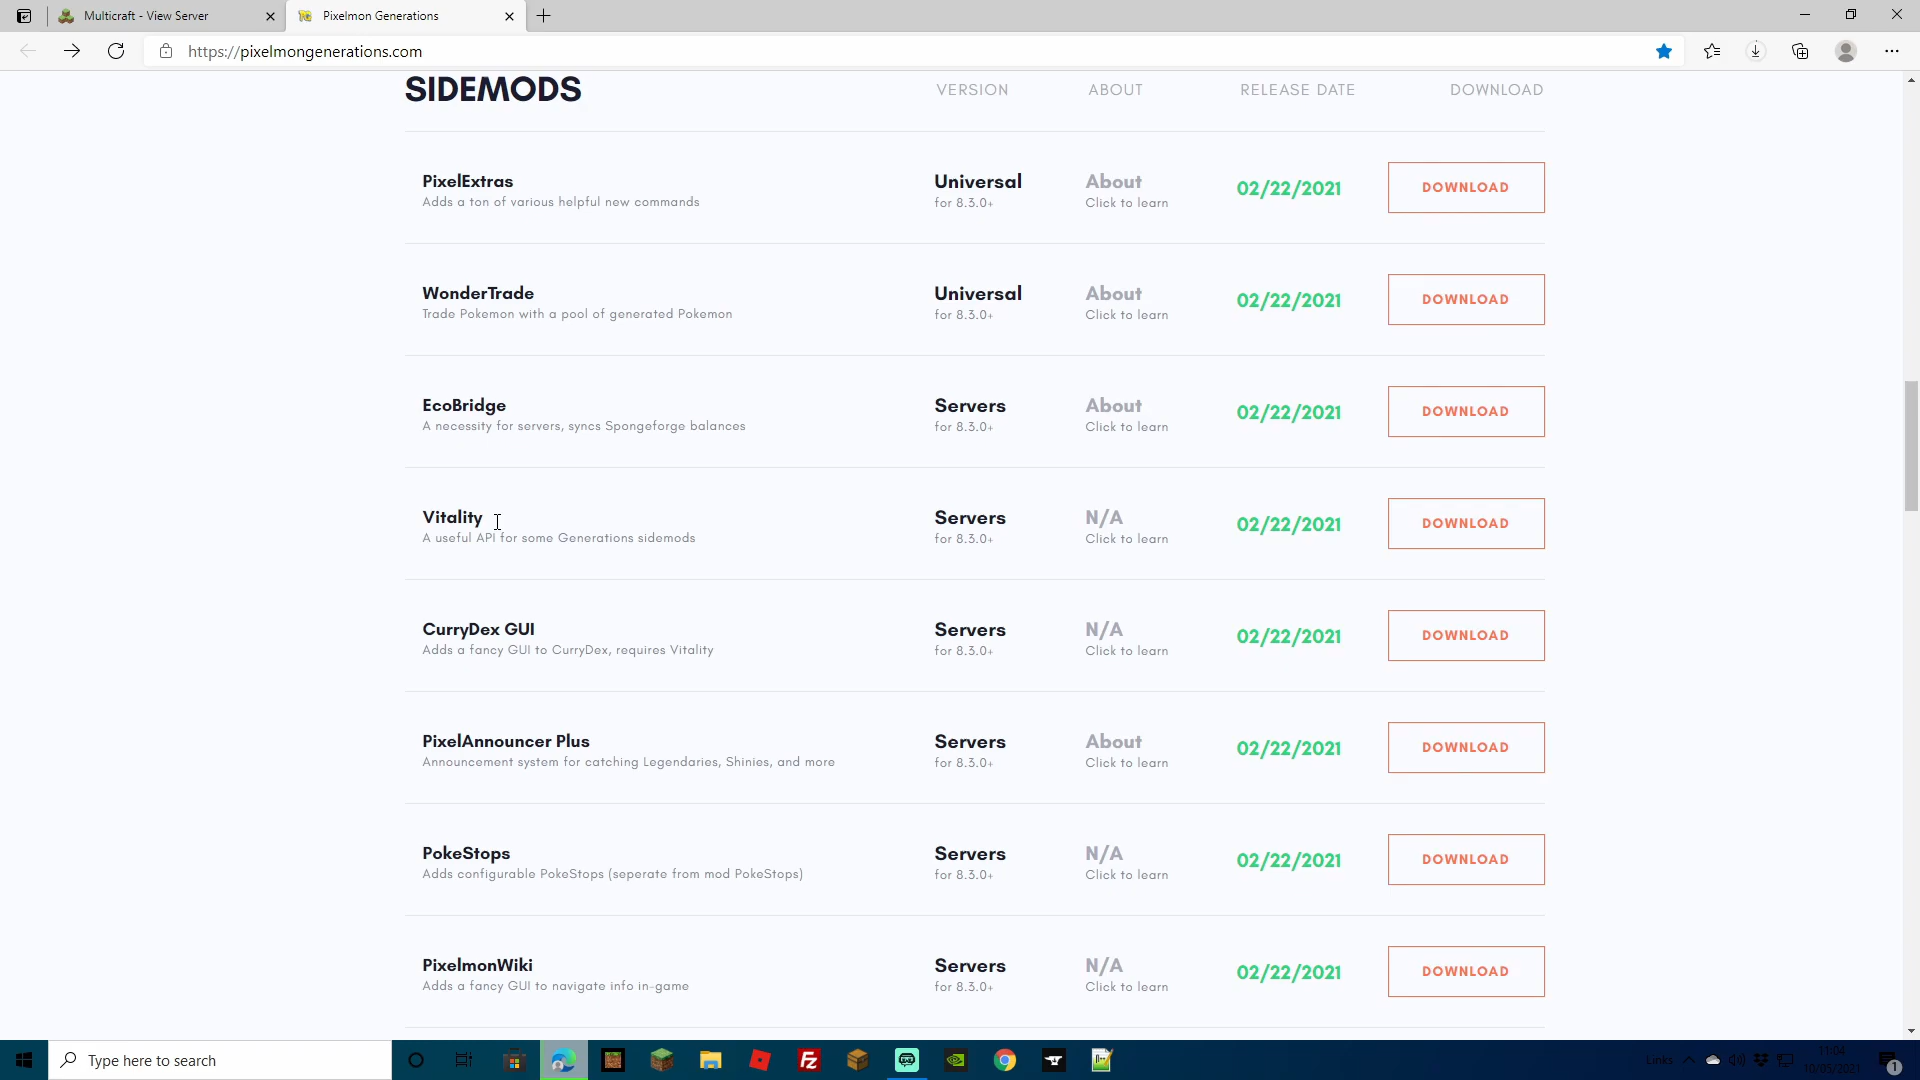 Multicraft - View Server
Pixelmon Generations
https://pixelmongenerations.com
SIDEMODS VERSION ABOUT RELEASE DATE DOWNLOAD
PixelExtras Universal About 02/22/2021 DOWNLOAD
Adds a ton of various helpful new commands for 8.3.0+ Click to learn
WonderTrade Universal About 02/22/2021 DOWNLOAD
Trade Pokemon with a pool of generated Pokemon for 8.3.0+ Click to learn
EcoBridge Servers About 02/22/2021 DOWNLOAD
A necessity for servers, syncs Spongeforge balances for 8.3.0+ Click to learn
Vitality Servers N/A 02/22/2021 DOWNLOAD
A useful API for some Generations sidemods for 8.3.0+ Click to learn
CurryDex GUI Servers N/A 02/22/2021 DOWNLOAD
Adds a fancy GUI to CurryDex, requires Vitality for 8.3.0+ Click to learn
PixelAnnouncer Plus Servers About 02/22/2021 DOWNLOAD
Announcement system for catching Legendaries, Shinies, and more for 8.3.0+ Click to learn
PokeStops Servers N/A 02/22/2021 DOWNLOAD
Adds configurable PokeStops (seperate from mod PokeStops) for 8.3.0+ Click to learn
PixelmonWiki Servers N/A 02/22/2021 DOWNLOAD
Adds a fancy GUI to navigate info in-game for 8.3.0+ Click to learn
Type here to search
Links
11:04
10/05/2021
1